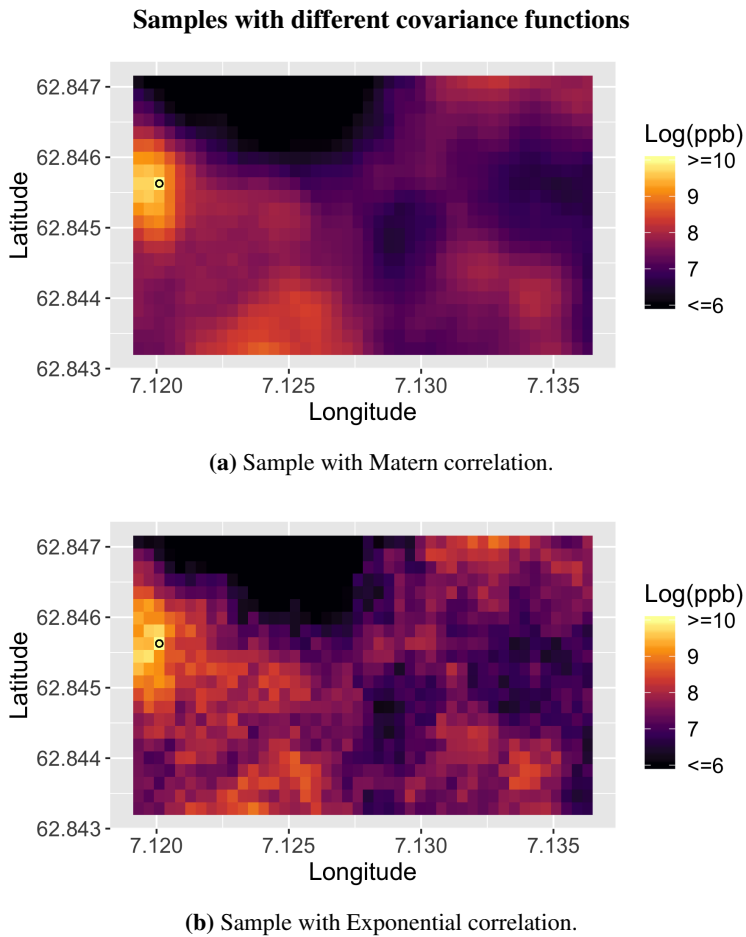 Samples with different covariance functions
62.847
62.846
62.845
62.844
62.843
Latitude
7.120 7.125 7.130 7.135
Longitude
Log(ppb)
>=10
9
8
7
<=6
(a) Sample with Matern correlation.
62.847
62.846
62.845
62.844
62.843
Latitude
7.120 7.125 7.130 7.135
Longitude
Log(ppb)
>=10
9
8
7
<=6
(b) Sample with Exponential correlation.